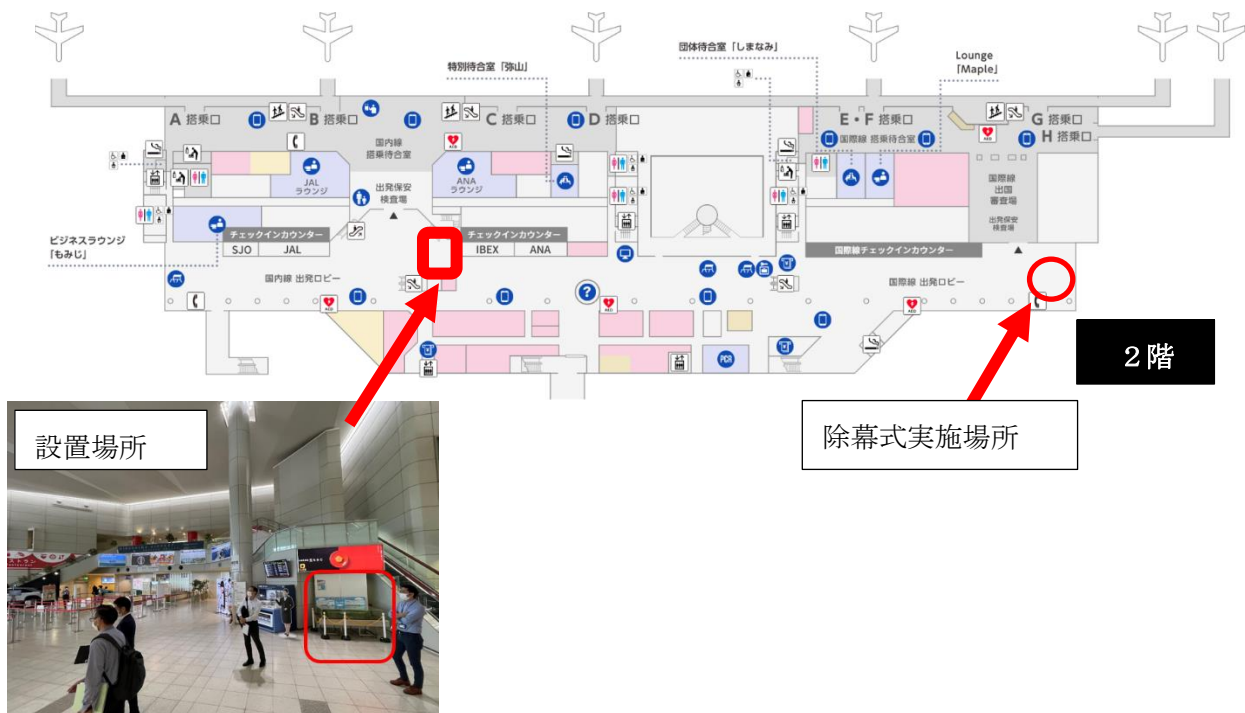 団体待合室「しまなみ」
Lounge
「Maple」
特別待合室「弥山」
A 搭乗口
B 搭乗口
C 搭乗口
D 搭乗口
E・F 搭乗口
G 搭乗口
H 搭乗口
国内線
搭乗待合室
国際線 搭乗待合室
AED
AED
JAL
ラウンジ
出発保安
検査場
ANA
ラウンジ
国際線
出国
審査場
出発保安
検査場
ビジネスラウンジ
「もみじ」
チェックインカウンター
SJO
JAL
チェックインカウンター
IBEX
ANA
国際線チェックインカウンター
国内線 出発ロビー
国際線 出発ロビー
?
AED
AED
AED
PCR
2階
設置場所
除幕式実施場所